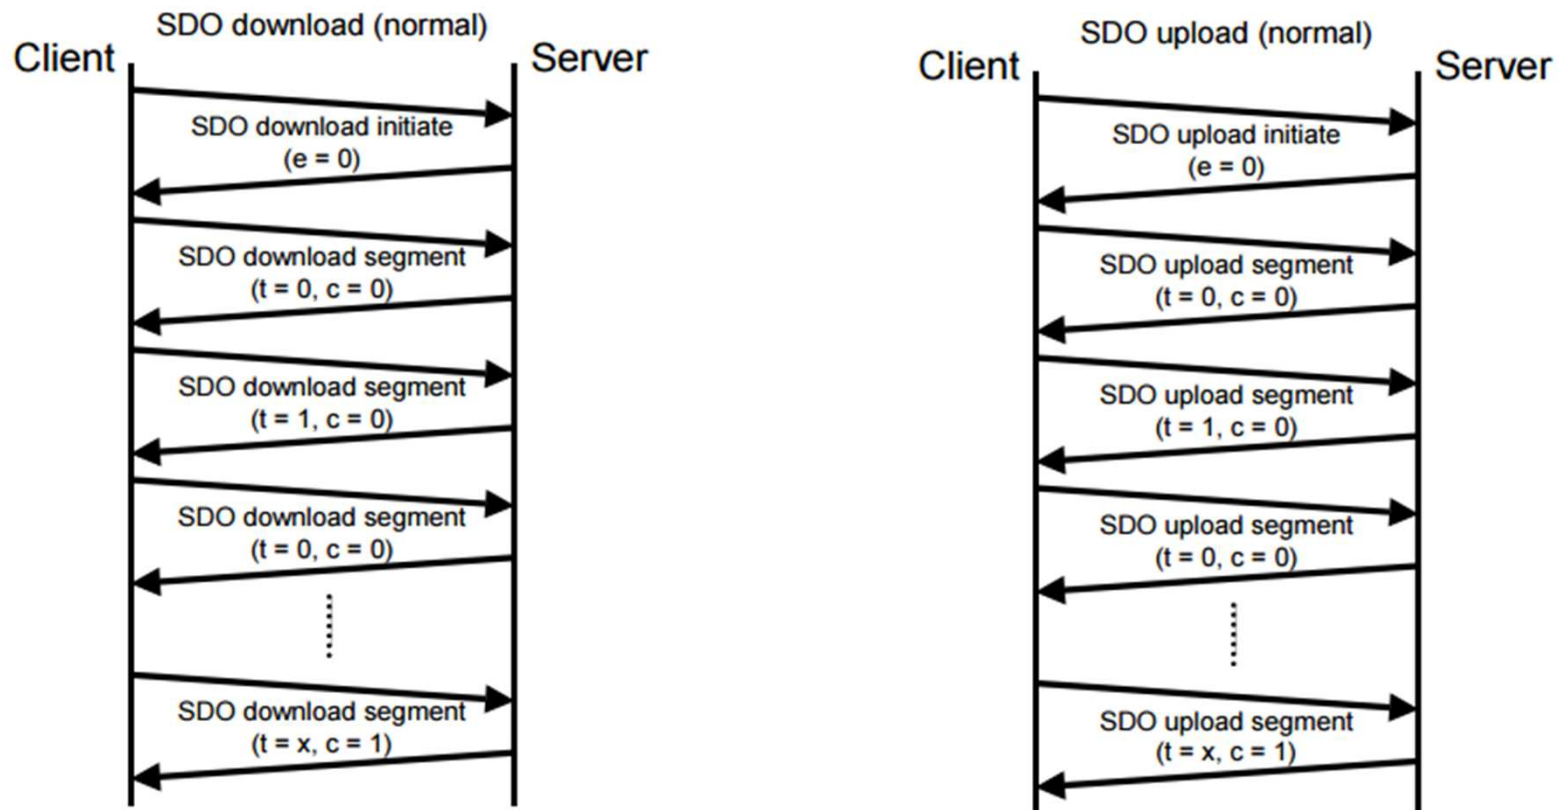 SDO download (normal)
Client
Server
SDO download initiate
(e = 0)
SDO download segment
(t = 0, c = 0)
SDO download segment
(t = 1, c = 0)
SDO download segment
(t = 0, c = 0)
SDO download segment
(t = x, c = 1)
SDO upload (normal)
Client
Server
SDO upload initiate
(e = 0)
SDO upload segment
(t = 0, c = 0)
SDO upload segment
(t = 1, c = 0)
SDO upload segment
(t = 0, c = 0)
SDO upload segment
(t = x, c = 1)